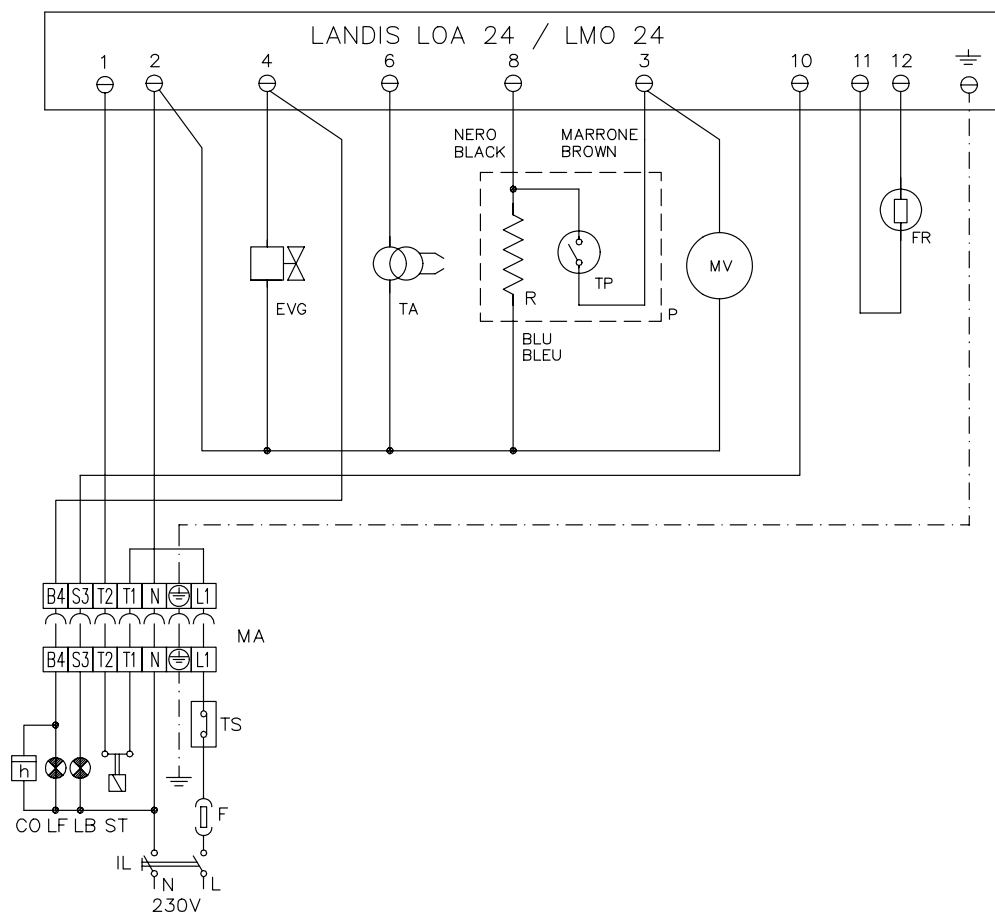 LANDIS LOA 24 / LMO 24
1 2 4 6 8 3 10 11 12
NERO
BLACK
MARRONE
BROWN
FR
MV
EVG
TA
R
TP
P
BLU
BLEU
B4 S3 T2 T1 N L1
MA
B4 S3 T2 T1 N L1
TS
h
F
CO LF LB ST
IL
N L
230V